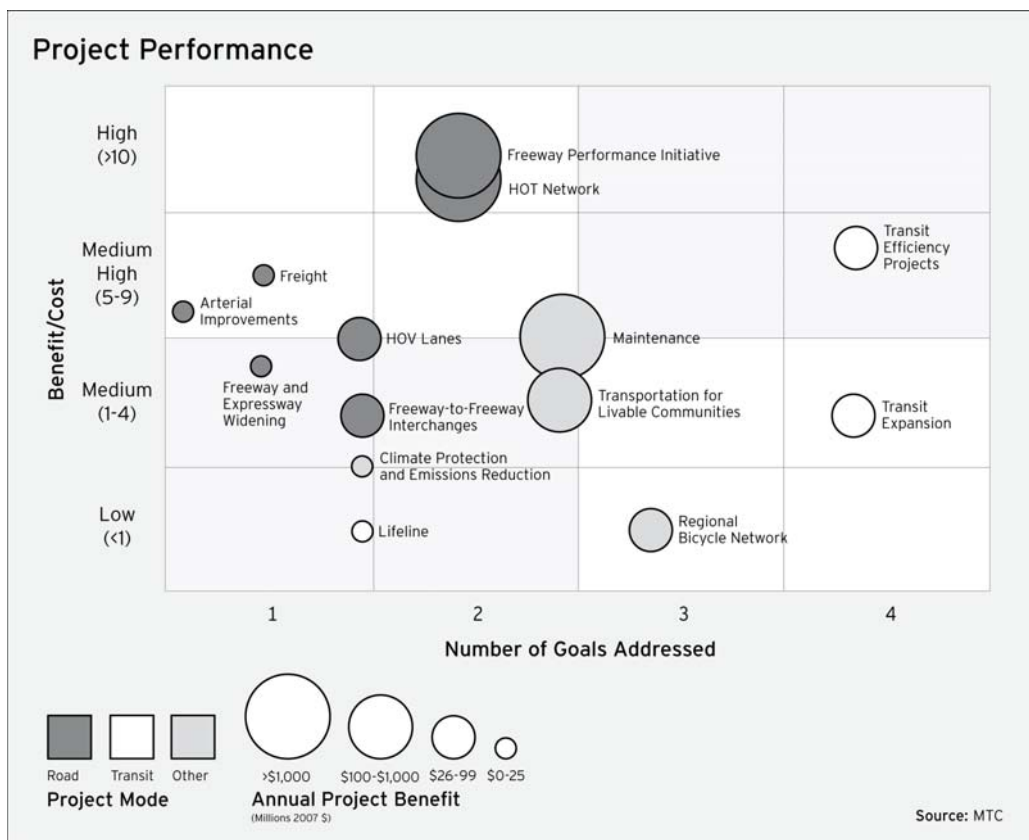 Project Performance
High
(>10)
Freeway Performance Initiative
HOT Network
Medium
High
(5-9)
Transit
Efficiency
Projects
Freight
Arterial
Improvements
HOV Lanes
Maintenance
Benefit/Cost
Medium
(1-4)
Freeway and
Expressway
Widening
Freeway-to-Freeway
Interchanges
Transportation for
Livable Communities
Transit
Expansion
Climate Protection
and Emissions Reduction
Low
(<1)
Lifeline
Regional
Bicycle Network
1
2
3
4
Number of Goals Addressed
Road
Transit
Other
Project Mode
>$1,000
$100-$1,000
$26-99
$0-25
Annual Project Benefit
(Millions 2007 $)
Source: MTC